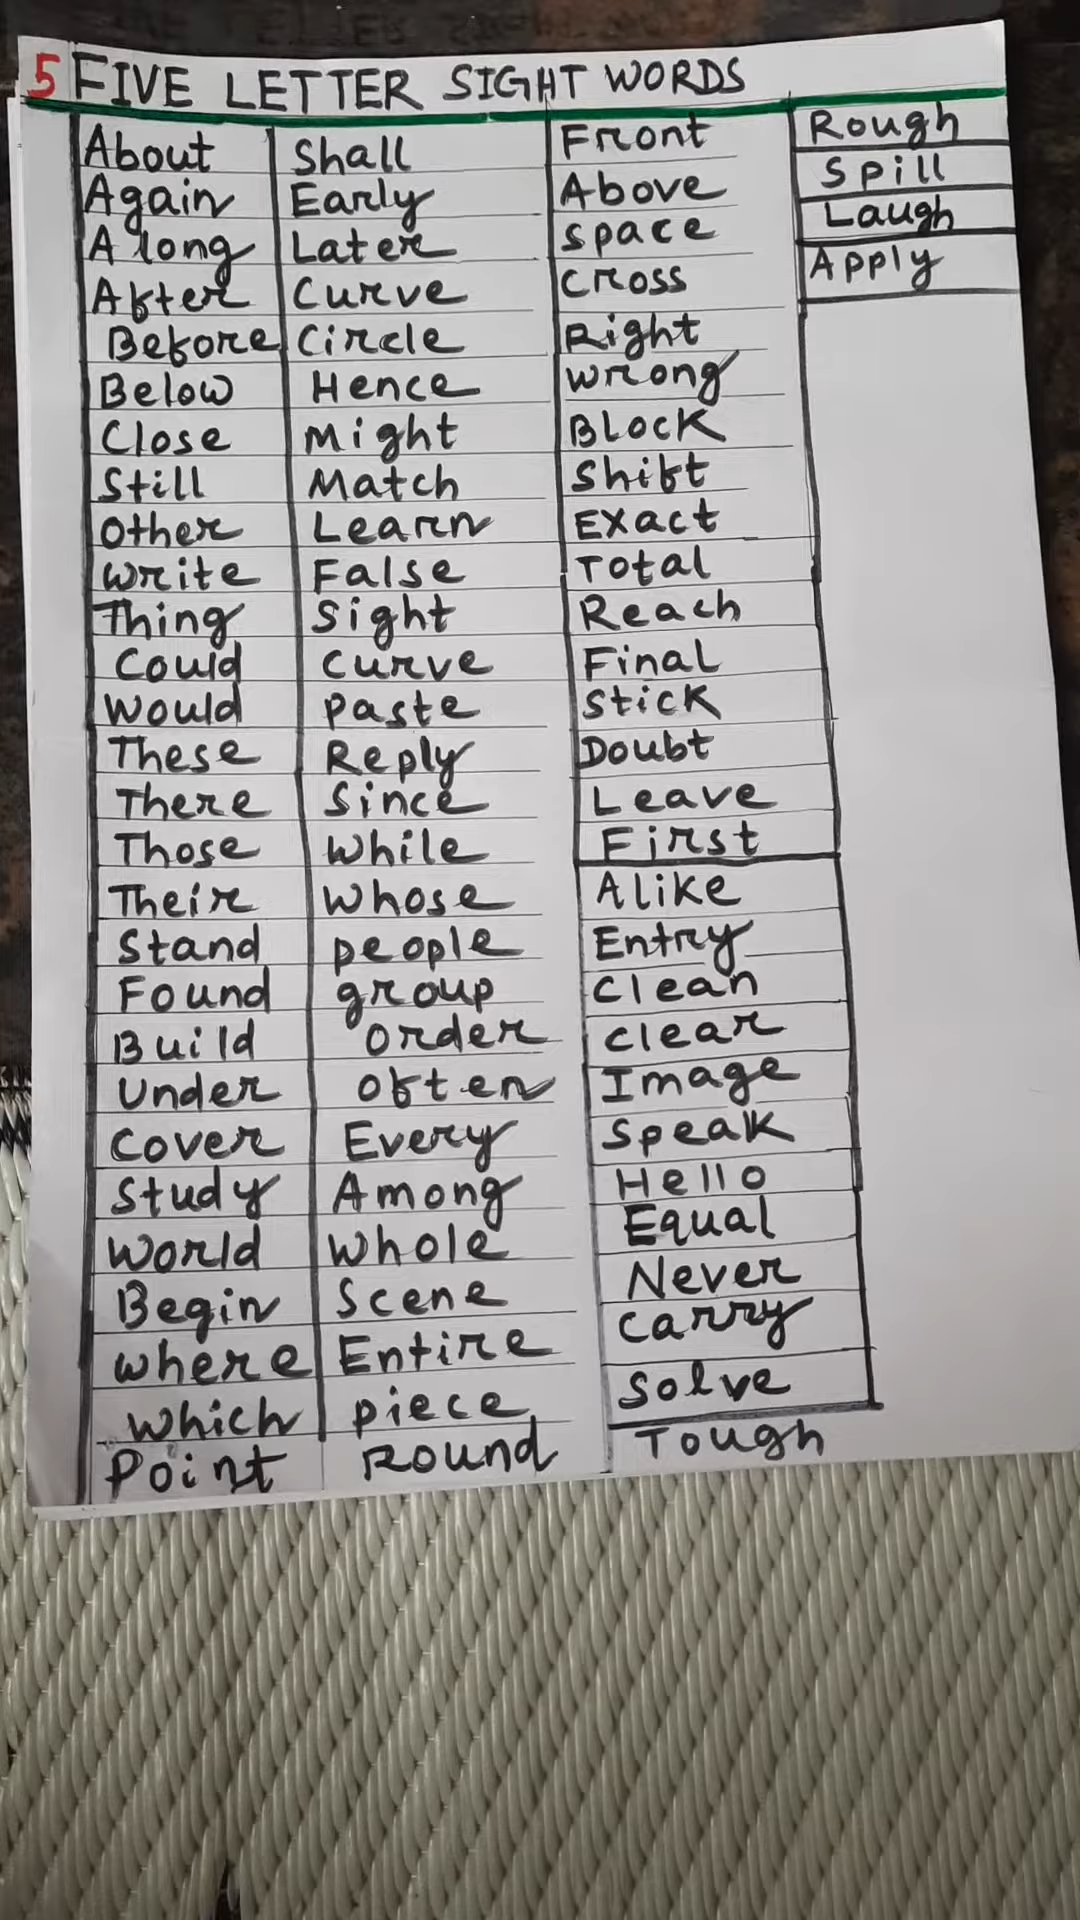 5 FIVE LETTER SIGHT WORDS
About
Again
Along
After
Before
Below
Close
Still
Other
Write
Thing
Could
Would
These
There
Those
Their
Stand
Found
Build
Under
Cover
Study
World
Begin
where
which
Point
Shall
Early
Later
Curve
Circle
Hence
Might
Match
Learn
False
Sight
Curve
Paste
Reply
Since
While
Whose
people
group
order
often
Every
Among
Whole
Scene
Entire
piece
Round
Front
Above
space
Cross
Right
Wrong
Block
Shift
Exact
Total
Reach
Final
Stick
Doubt
Leave
First
Alike
Entry
Clean
clear
Image
Speak
Hello
Equal
Never
Carry
Solve
Tough
Rough
Spill
Laugh
Apply